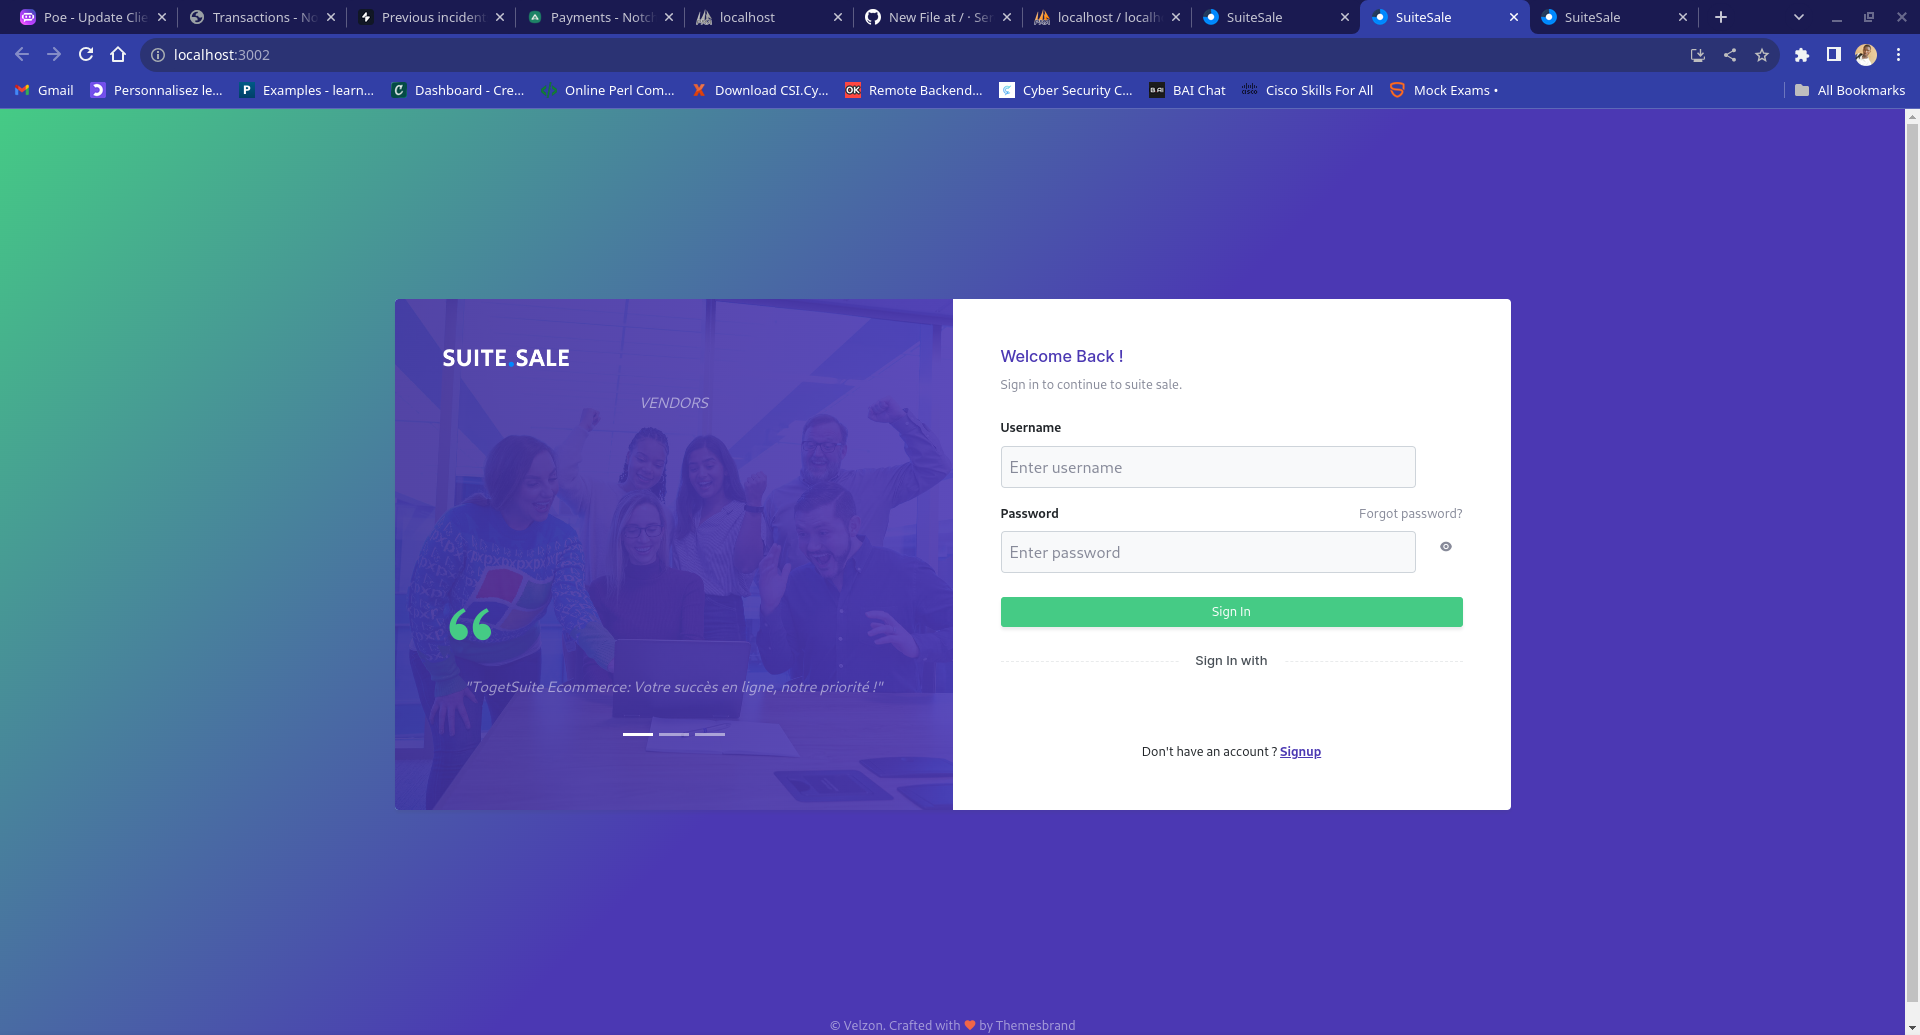 Poe - Update Clie
Transactions - No
Previous incident
Payments - Notch
localhost
New File at / · Ser
localhost / localh
SuiteSale
SuiteSale
SuiteSale
localhost:3002
Gmail
Personnalisez le...
Examples - learn...
Dashboard - Cre...
Online Perl Com...
Download CSI.Cy...
Remote Backend...
Cyber Security C...
BAI Chat
Cisco Skills For All
Mock Exams •
All Bookmarks
SUITE.SALE
VENDORS
"TogetSuite Ecommerce: Votre succès en ligne, notre priorité !"
Welcome Back !
Sign in to continue to suite sale.
Username
Enter username
Password
Forgot password?
Enter password
Sign In
Sign In with
Don't have an account ? Signup
© Velzon. Crafted with ❤ by Themesbrand